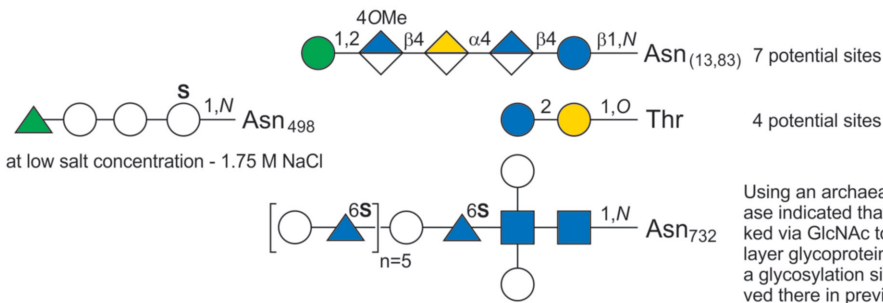 4OMe
1,2 β4 α4 β4 β1,N
Asn(13,83) 7 potential sites
S
1,N
Asn498
2 1,O
Thr 4 potential sites
at low salt concentration - 1.75 M NaCl
6S 6S 1,N
Asn732
n=5
Using an archaea
ase indicated tha
ked via GlcNAc to
layer glycoprotein
a glycosylation si
ved there in previ